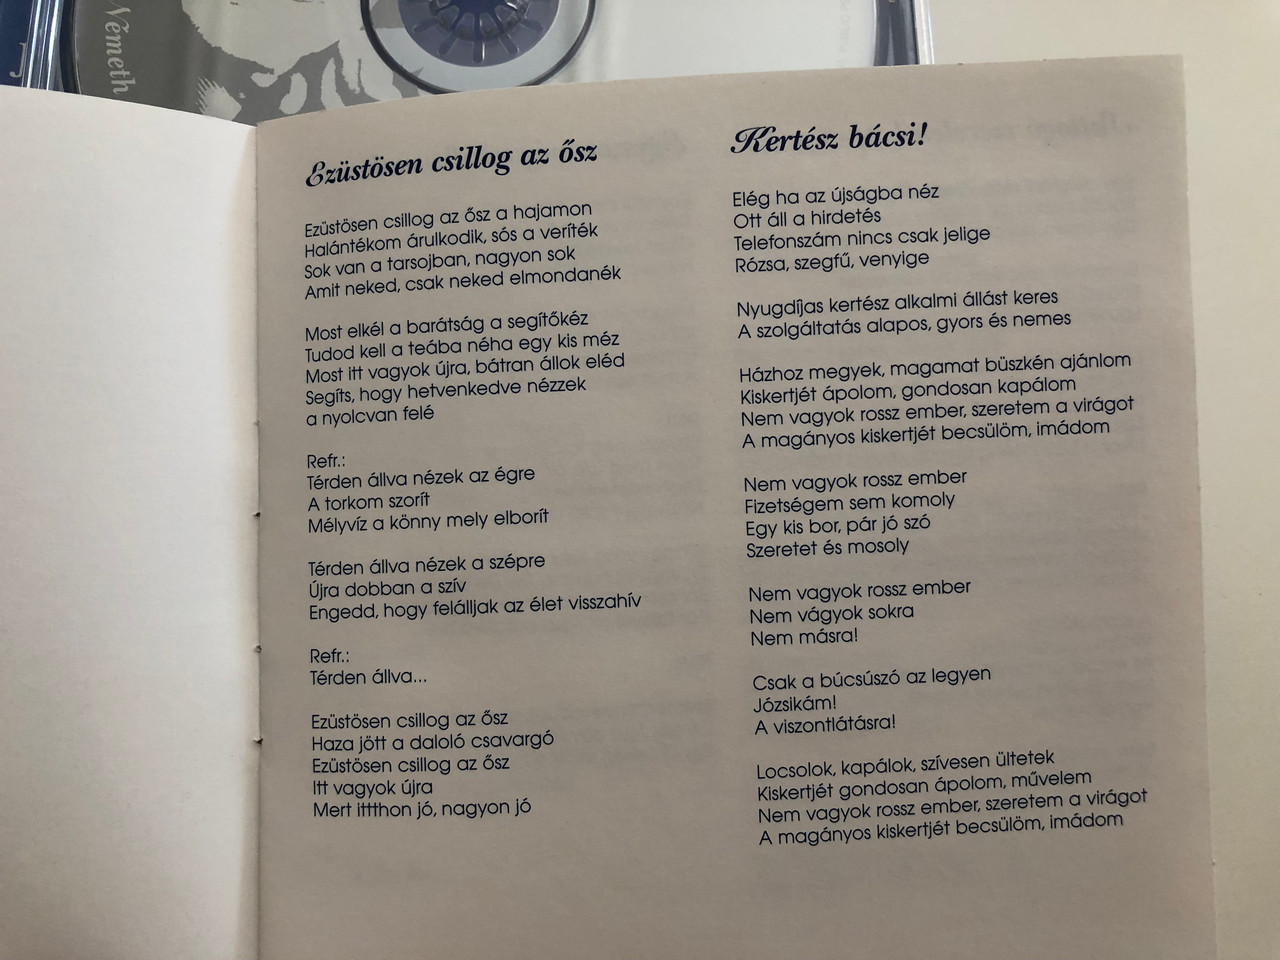 Németh
Ezüstösen csillog az ősz
Ezüstösen csillog az ősz a hajamon
Halántékom árulkodik, sós a veríték
Sok van a tarsojban, nagyon sok
Amit neked, csak neked elmondanék
Most elkél a barátság a segítőkéz
Tudod kell a teába néha egy kis méz
Most itt vagyok újra, bátran állok eléd
Segíts, hogy hetvenkedve nézzek
a nyolcvan felé
Refr.:
Térden állva nézek az égre
A torkom szorít
Mélyvíz a könny mely elborít
Térden állva nézek a szépre
Újra dobban a szív
Engedd, hogy felálljak az élet visszahív
Refr.:
Térden állva...
Ezüstösen csillog az ősz
Haza jött a daloló csavargó
Ezüstösen csillog az ősz
Itt vagyok újra
Mert ittthon jó, nagyon jó
Kertész bácsi!
Elég ha az újságba néz
Ott áll a hirdetés
Telefonszám nincs csak jelige
Rózsa, szegfű, venyige
Nyugdíjas kertész alkalmi állást keres
A szolgáltatás alapos, gyors és nemes
Házhoz megyek, magamat büszkén ajánlom
Kiskertjét ápolom, gondosan kapálom
Nem vagyok rossz ember, szeretem a virágot
A magányos kiskertjét becsülöm, imádom
Nem vagyok rossz ember
Fizetségem sem komoly
Egy kis bor, pár jó szó
Szeretet és mosoly
Nem vagyok rossz ember
Nem vágyok sokra
Nem másra!
Csak a búcsúszó az legyen
Józsikám!
A viszontlátásra!
Locsolok, kapálok, szívesen ültetek
Kiskertjét gondosan ápolom, művelem
Nem vagyok rossz ember, szeretem a virágot
A magányos kiskertjét becsülöm, imádom